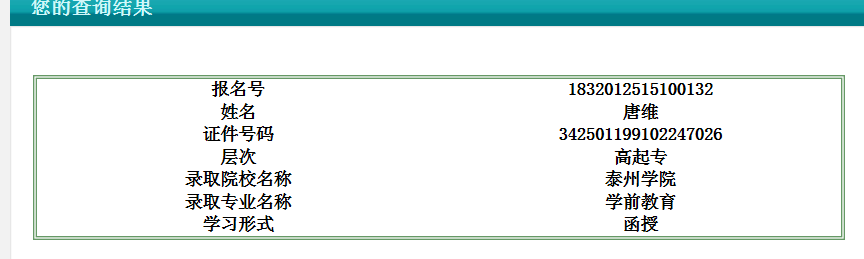 您的查询结果
报名号 1832012515100132
姓名 唐维
证件号码 342501199102247026
层次 高起专
录取院校名称 泰州学院
录取专业名称 学前教育
学习形式 函授